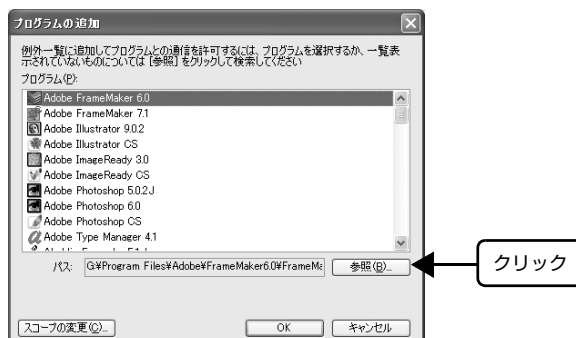 プログラムの追加
例外一覧に追加してプログラムとの通信を許可するには、プログラムを選択するか、一覧表
示されていないものについては [参照] をクリックして検索してください
プログラム(P):
Adobe FrameMaker 6.0
Adobe FrameMaker 7.1
Adobe Illustrator 9.0.2
Adobe Illustrator CS
Adobe ImageReady 3.0
Adobe ImageReady CS
Adobe Photoshop 5.0.2J
Adobe Photoshop 6.0
Adobe Photoshop CS
Adobe Type Manager 4.1
パス: G:¥Program Files¥Adobe¥FrameMaker6.0¥FrameMa 参照(B)... クリック
スコープの変更(C)... OK キャンセル